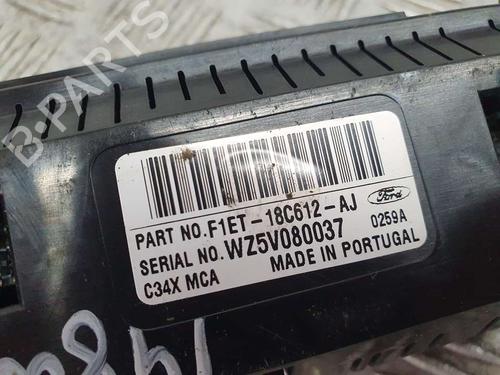 B-PARTS
PART NO.F1ET-18C612-AJ
Ford
SERIAL NO.WZ5V080037
0259A
C34X MCA
MADE IN PORTUGAL